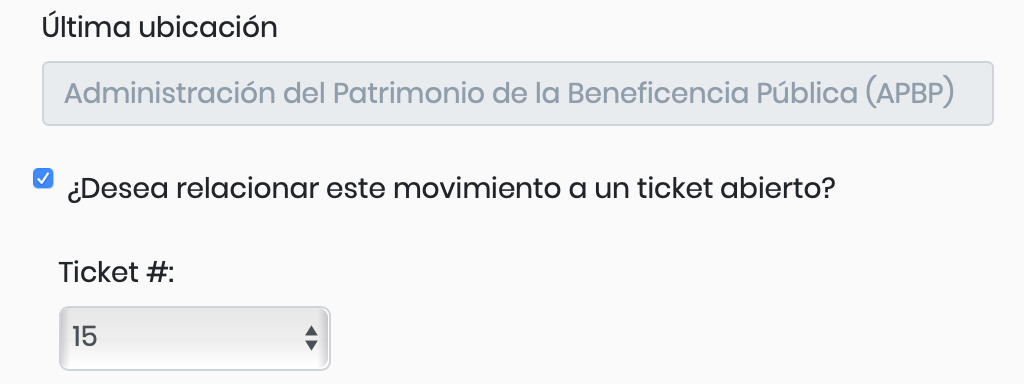 Última ubicación
Administración del Patrimonio de la Beneficencia Pública (APBP)
¿Desea relacionar este movimiento a un ticket abierto?
Ticket #:
15